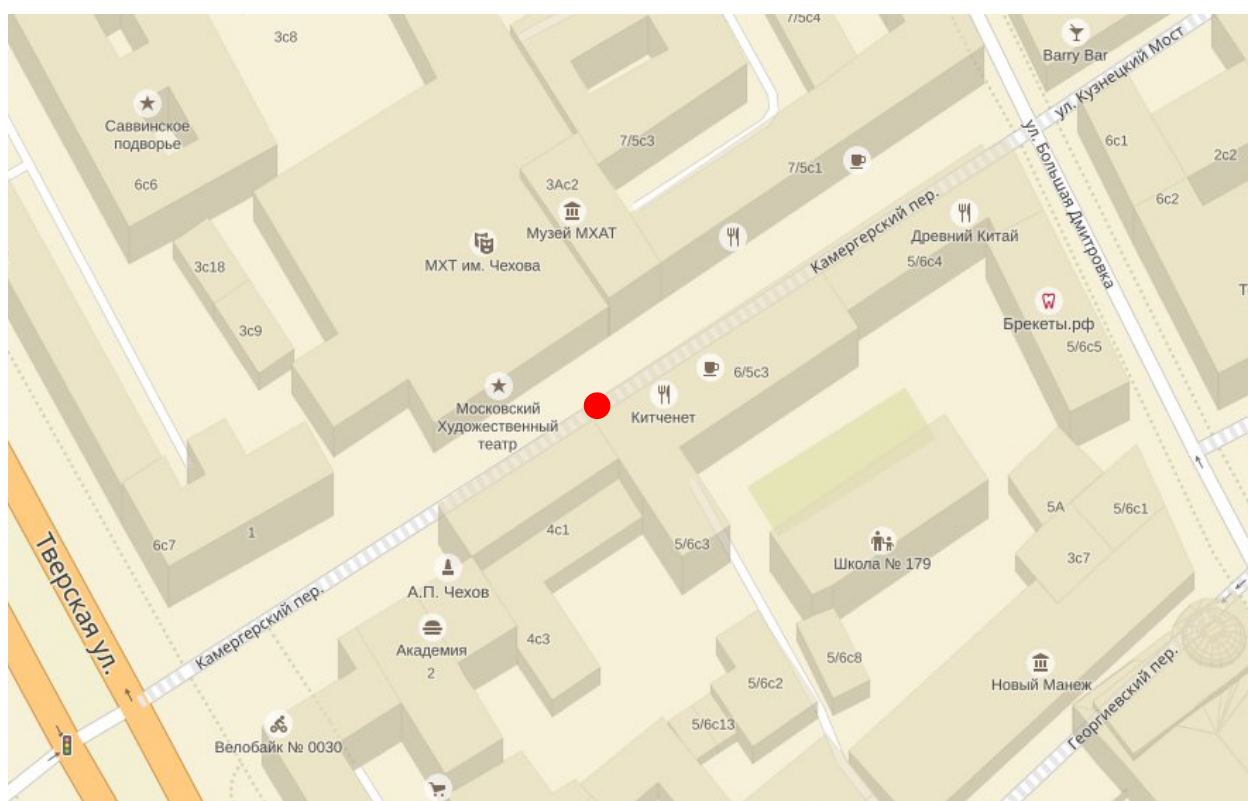 7/5с4
3с8
Barry Bar
ул. Кузнецкий Мост
Саввинское
подворье
6с6
7/5с3
7/5с1
6с1
2с2
3Ас2
Музей МХАТ
МХТ им. Чехова
Камергерский пер.
ул. Большая Дмитровка
6с2
Древний Китай
5/6с4
3с18
3с9
Брекеты.рф
5/6с5
6/5с3
Московский
Художественный
театр
Китченет
6с7
1
4с1
5/6с3
5А
5/6с1
3с7
Школа № 179
Тверская ул.
Камергерский пер.
А.П. Чехов
Академия
2
4с3
5/6с8
5/6с2
5/6с13
Новый Манеж
Георгиевский пер.
Велобайк № 0030